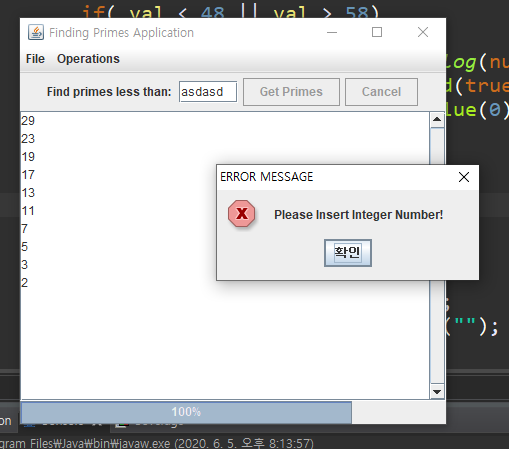 if( val < 48 || val > 58)
Finding Primes Application
File Operations
log(nu
Find primes less than: asdasd Get Primes Cancel
d(true
lue(0)
29
23
19
17
13
11
7
5
3
2
ERROR MESSAGE
Please Insert Integer Number!
확인
;
("");
100%
on
gram Files\Java\bin\javaw.exe (2020. 6. 5. 오후 8:13:57)